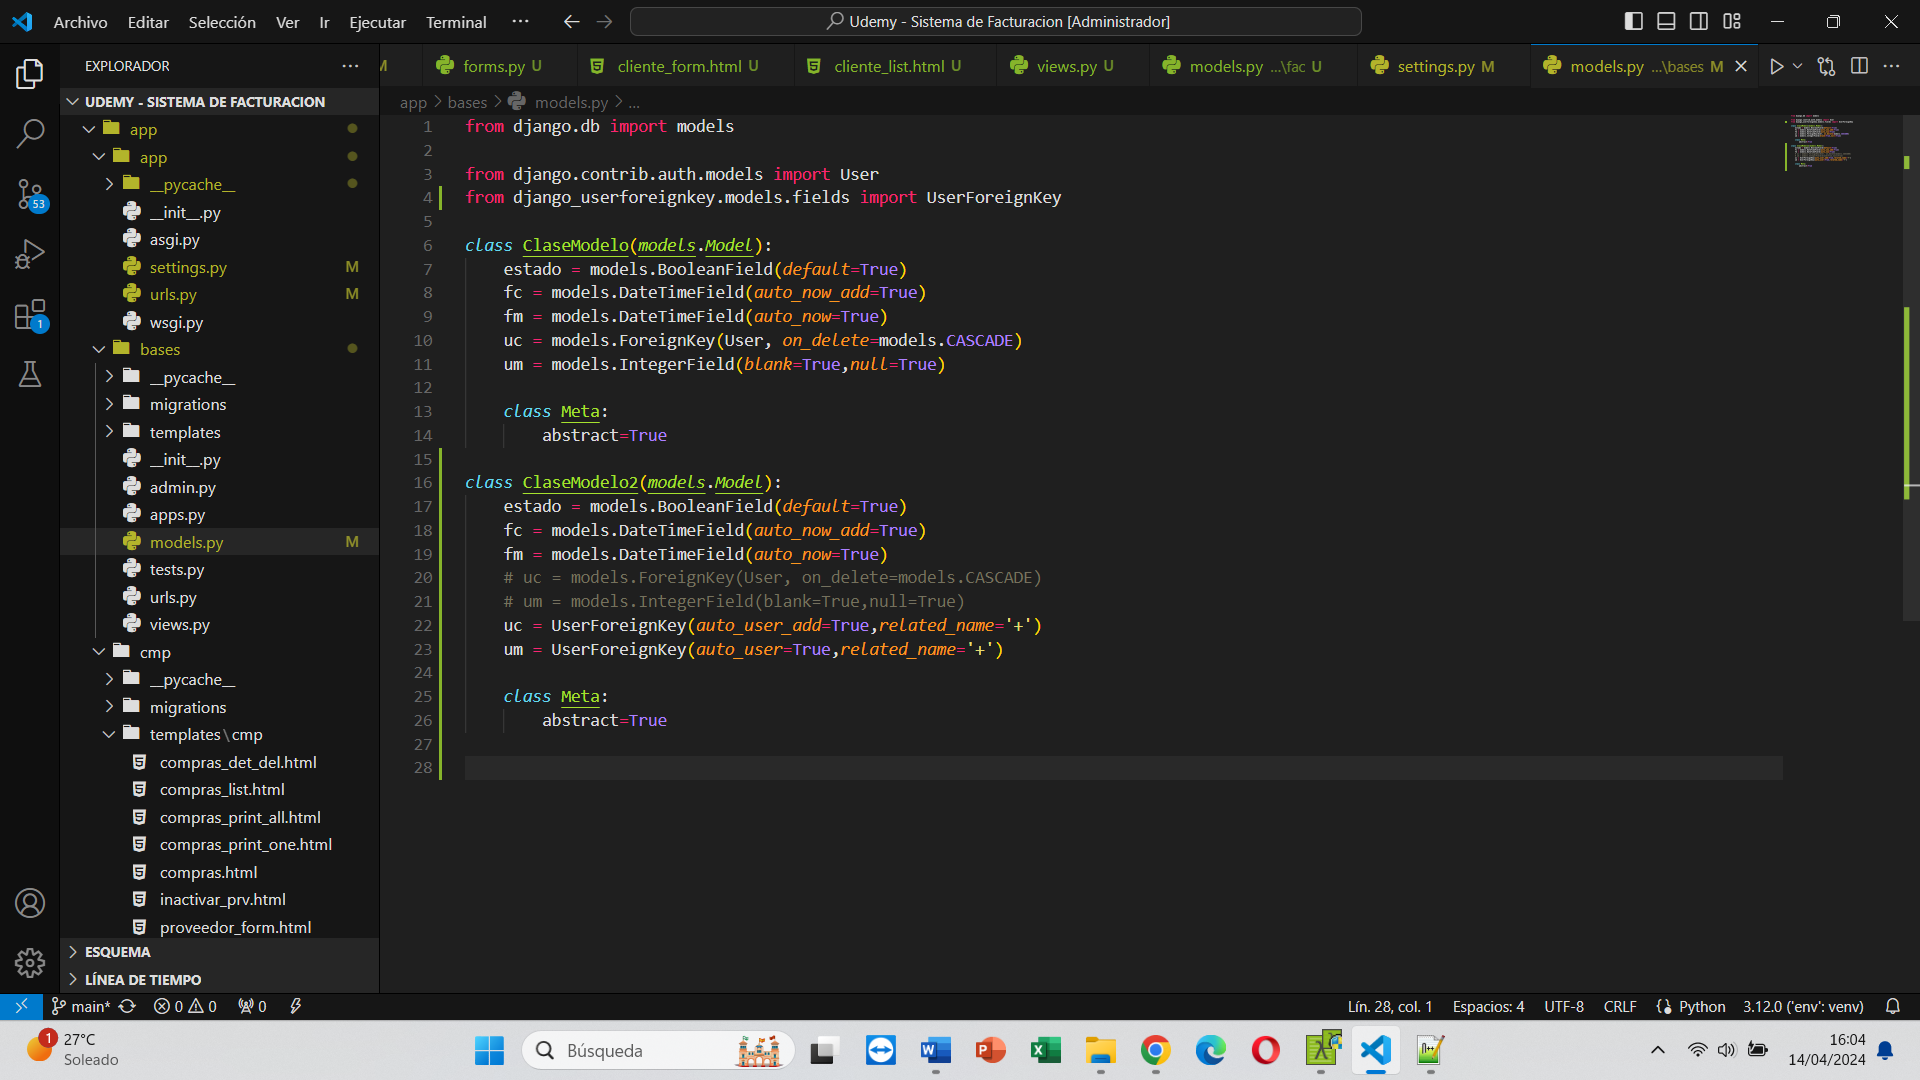 Archivo Editar Selección Ver Ir Ejecutar Terminal ··· Udemy - Sistema de Facturacion [Administrador]
EXPLORADOR ···
M forms.py U cliente_form.html U cliente_list.html U views.py U models.py ...\fac U settings.py M models.py ...\bases M
app > bases > models.py > ...
UDEMY - SISTEMA DE FACTURACION
app
app
__pycache__
__init__.py
asgi.py
settings.py M
urls.py M
wsgi.py
bases
__pycache__
migrations
templates
__init__.py
admin.py
apps.py
models.py M
tests.py
urls.py
views.py
cmp
__pycache__
migrations
templates\cmp
compras_det_del.html
compras_list.html
compras_print_all.html
compras_print_one.html
compras.html
inactivar_prv.html
proveedor_form.html
ESQUEMA
LÍNEA DE TIEMPO
53
1
1 from django.db import models
2
3 from django.contrib.auth.models import User
4 from django_userforeignkey.models.fields import UserForeignKey
5
6 class ClaseModelo(models.Model):
7 estado = models.BooleanField(default=True)
8 fc = models.DateTimeField(auto_now_add=True)
9 fm = models.DateTimeField(auto_now=True)
10 uc = models.ForeignKey(User, on_delete=models.CASCADE)
11 um = models.IntegerField(blank=True,null=True)
12
13 class Meta:
14 abstract=True
15
16 class ClaseModelo2(models.Model):
17 estado = models.BooleanField(default=True)
18 fc = models.DateTimeField(auto_now_add=True)
19 fm = models.DateTimeField(auto_now=True)
20 # uc = models.ForeignKey(User, on_delete=models.CASCADE)
21 # um = models.IntegerField(blank=True,null=True)
22 uc = UserForeignKey(auto_user_add=True,related_name='+')
23 um = UserForeignKey(auto_user=True,related_name='+')
24
25 class Meta:
26 abstract=True
27
28
main* 0 0 0 Lín. 28, col. 1 Espacios: 4 UTF-8 CRLF Python 3.12.0 ('env': venv)
1 27°C
Soleado
Búsqueda
16:04
14/04/2024